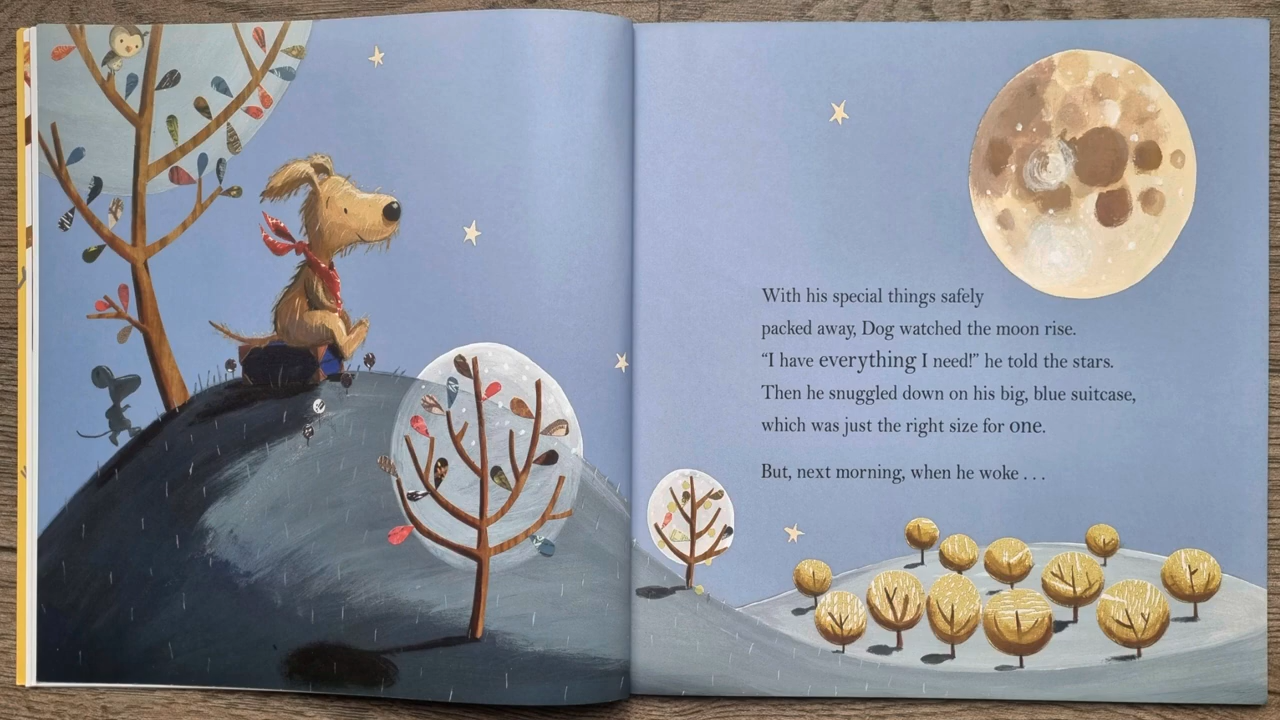 With his special things safely
packed away, Dog watched the moon rise.
“I have everything I need!” he told the stars.
Then he snuggled down on his big, blue suitcase,
which was just the right size for one.
But, next morning, when he woke . . .